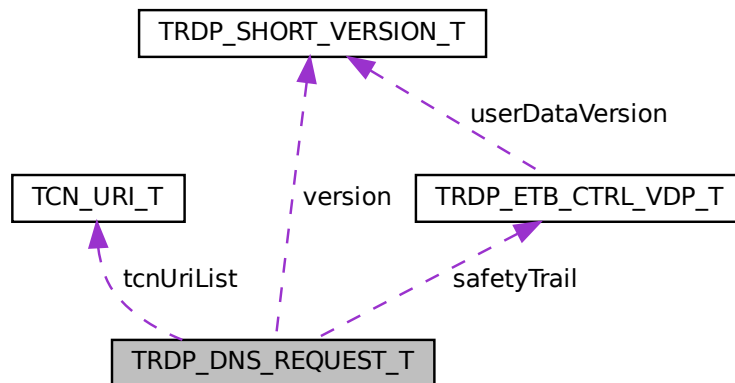 TRDP_SHORT_VERSION_T
userDataVersion
TCN_URI_T
version
TRDP_ETB_CTRL_VDP_T
tcnUriList
safetyTrail
TRDP_DNS_REQUEST_T